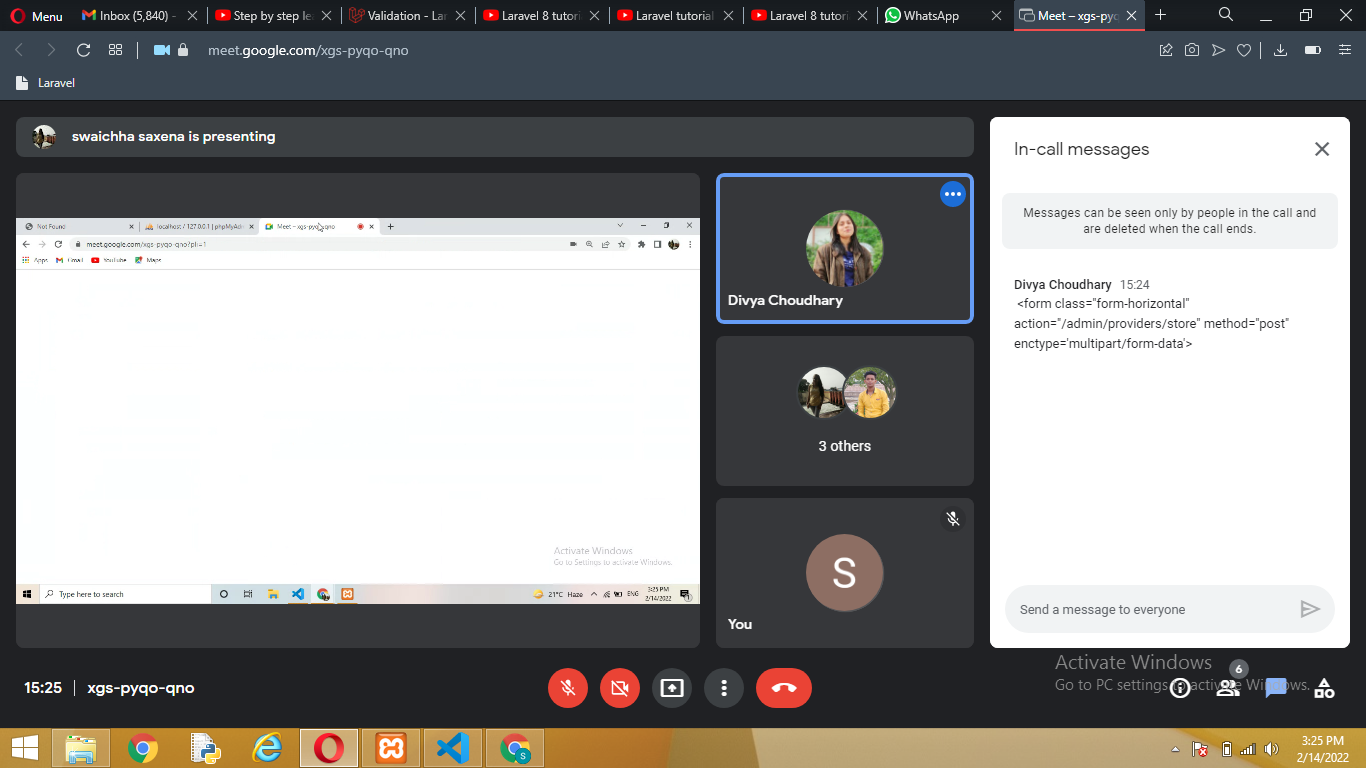 Menu
Inbox (5,840) -
Step by step le
Validation - La
Laravel 8 tutori
Laravel tutorial
Laravel 8 tutori
WhatsApp
Meet – xgs-pyq
meet.google.com/xgs-pyqo-qno
Laravel
swaichha saxena is presenting
Not Found
localhost / 127.0.0.1 | phpMyAd
Meet – xgs-pyqo-qno
meet.google.com/xgs-pyqo-qno?pli=1
Apps
Gmail
YouTube
Maps
Activate Windows
Go to Settings to activate Windows.
Type here to search
21°C Haze
ENG
3:25 PM
2/14/2022
Divya Choudhary
3 others
S
You
In-call messages
Messages can be seen only by people in the call and
are deleted when the call ends.
Divya Choudhary 15:24
<form class="form-horizontal"
action="/admin/providers/store" method="post"
enctype='multipart/form-data'>
Send a message to everyone
15:25 | xgs-pyqo-qno
Activate Windows
Go to PC settings to activate Windows.
6
S
3:25 PM
2/14/2022